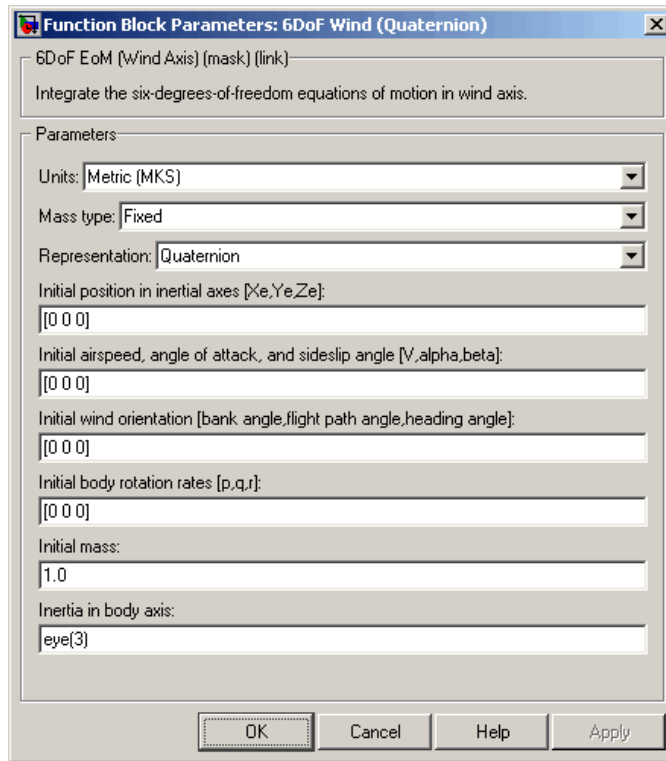 Function Block Parameters: 6DoF Wind (Quaternion)
6DoF EoM (Wind Axis) (mask) (link)
Integrate the six-degrees-of-freedom equations of motion in wind axis.
Parameters
Units: Metric (MKS)
Mass type: Fixed
Representation: Quaternion
Initial position in inertial axes [Xe,Ye,Ze]:
[0 0 0]
Initial airspeed, angle of attack, and sideslip angle [V,alpha,beta]:
[0 0 0]
Initial wind orientation [bank angle,flight path angle,heading angle]:
[0 0 0]
Initial body rotation rates [p,q,r]:
[0 0 0]
Initial mass:
1.0
Inertia in body axis:
eye(3)
OK Cancel Help Apply